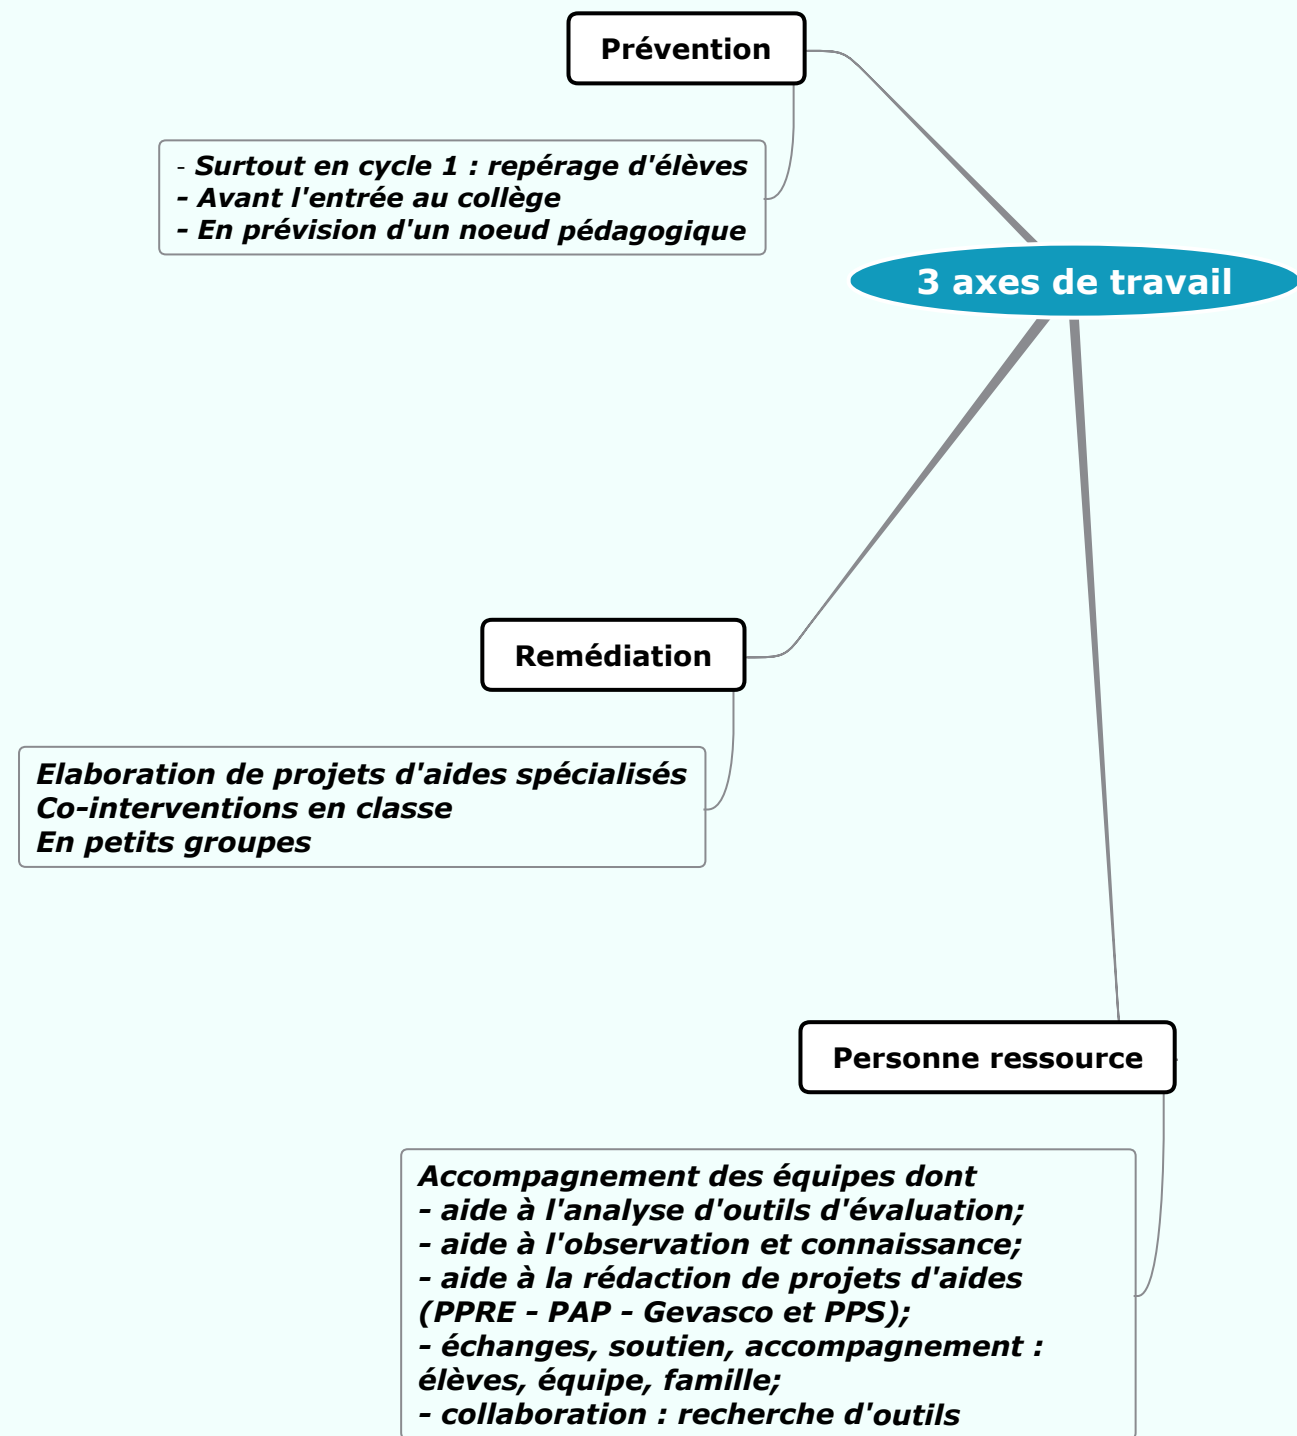 Prévention
- Surtout en cycle 1 : repérage d'élèves
- Avant l'entrée au collège
- En prévision d'un noeud pédagogique
3 axes de travail
Remédiation
Elaboration de projets d'aides spécialisés
Co-interventions en classe
En petits groupes
Personne ressource
Accompagnement des équipes dont
- aide à l'analyse d'outils d'évaluation;
- aide à l'observation et connaissance;
- aide à la rédaction de projets d'aides
(PPRE - PAP - Gevasco et PPS);
- échanges, soutien, accompagnement :
élèves, équipe, famille;
- collaboration : recherche d'outils